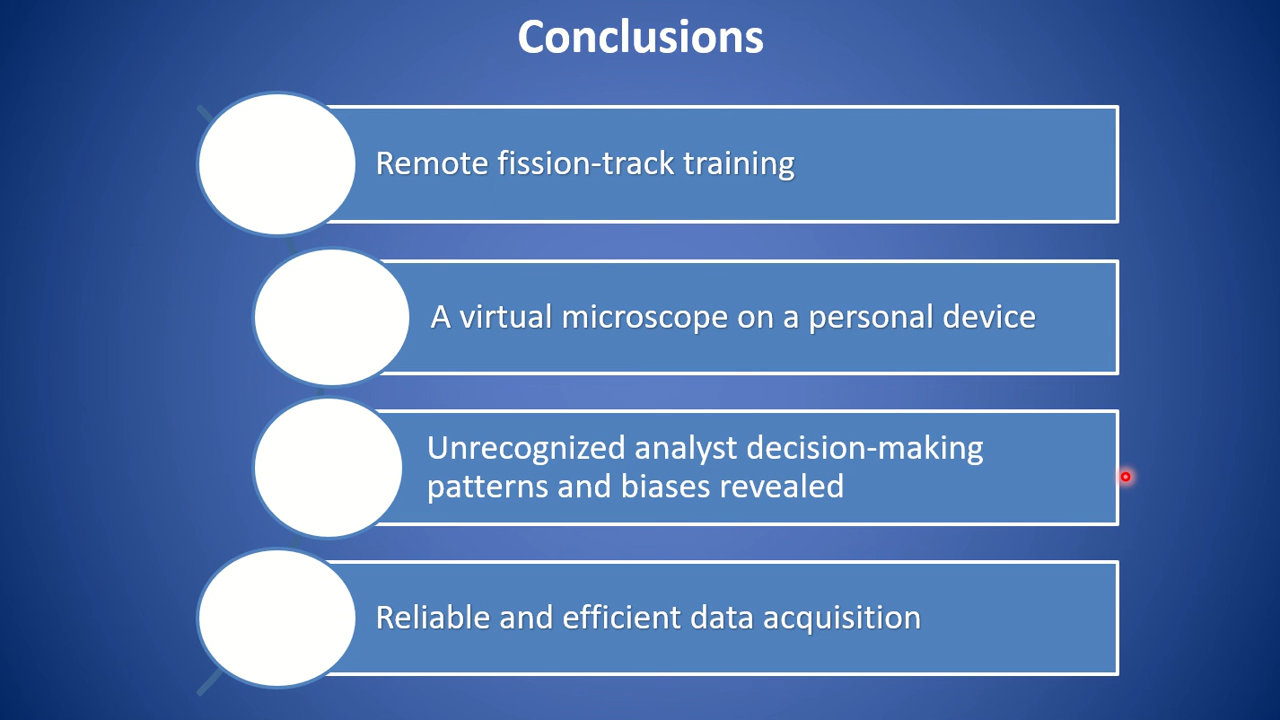 Conclusions
Remote fission-track training
A virtual microscope on a personal device
Unrecognized analyst decision-making
patterns and biases revealed
Reliable and efficient data acquisition